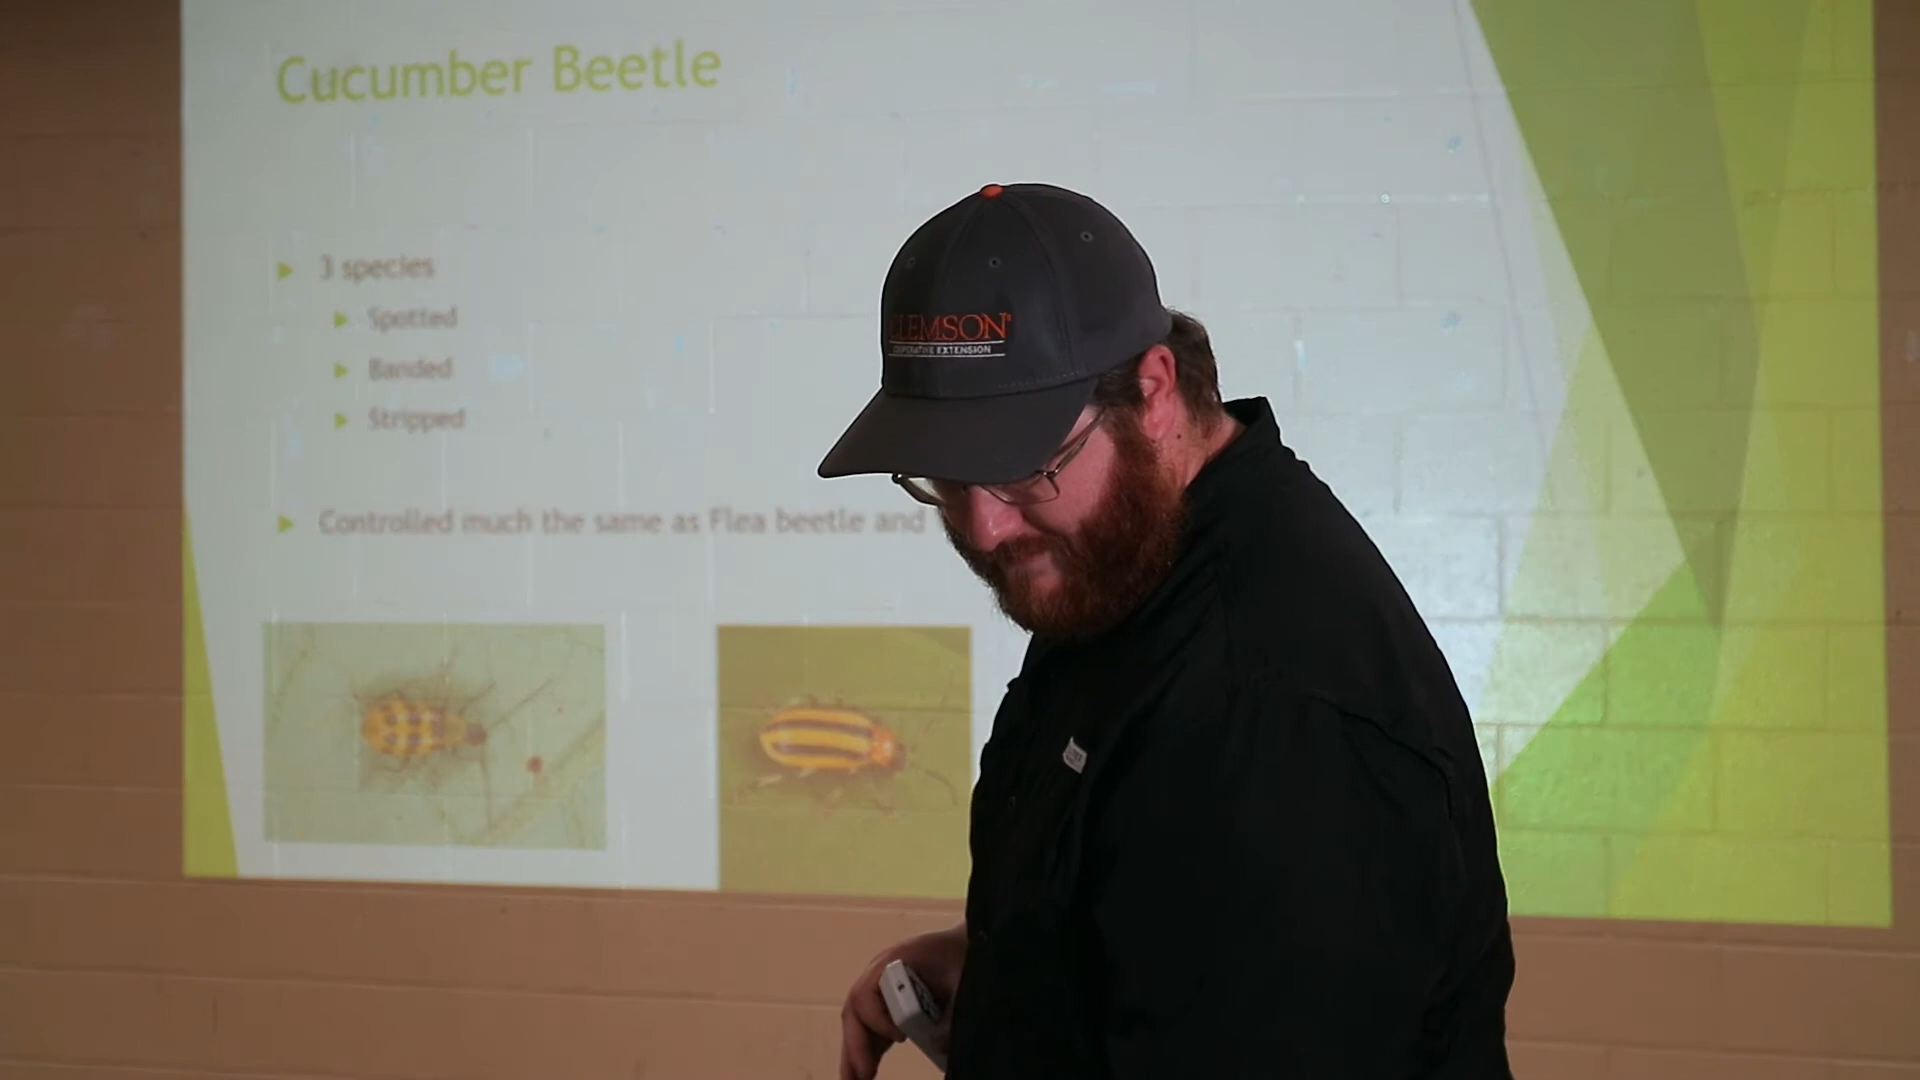 Cucumber Beetle
3 species
Spotted
Banded
Stripped
Controlled much the same as Flea beetle and
CLEMSON
COOPERATIVE EXTENSION